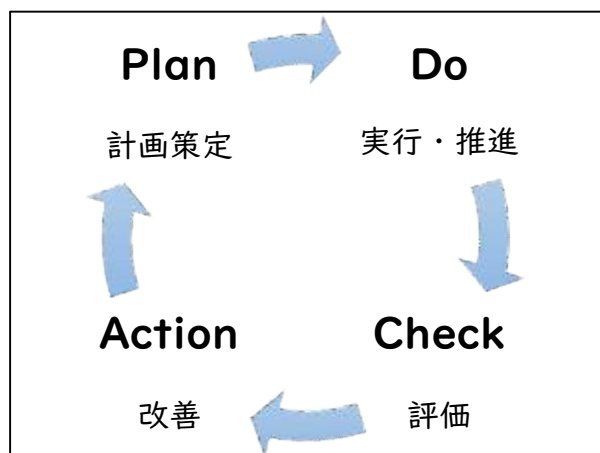 Plan
Do
計画策定
実行・推進
Action
Check
改善
評価